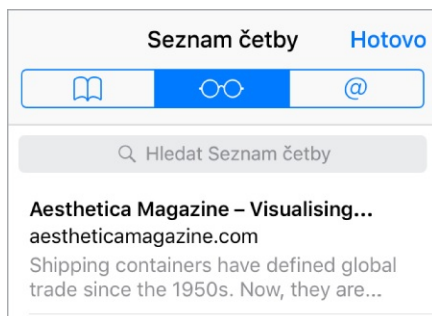 Seznam četby Hotovo
@
Hledat Seznam četby
Aesthetica Magazine – Visualising...
aestheticamagazine.com
Shipping containers have defined global
trade since the 1950s. Now, they are...